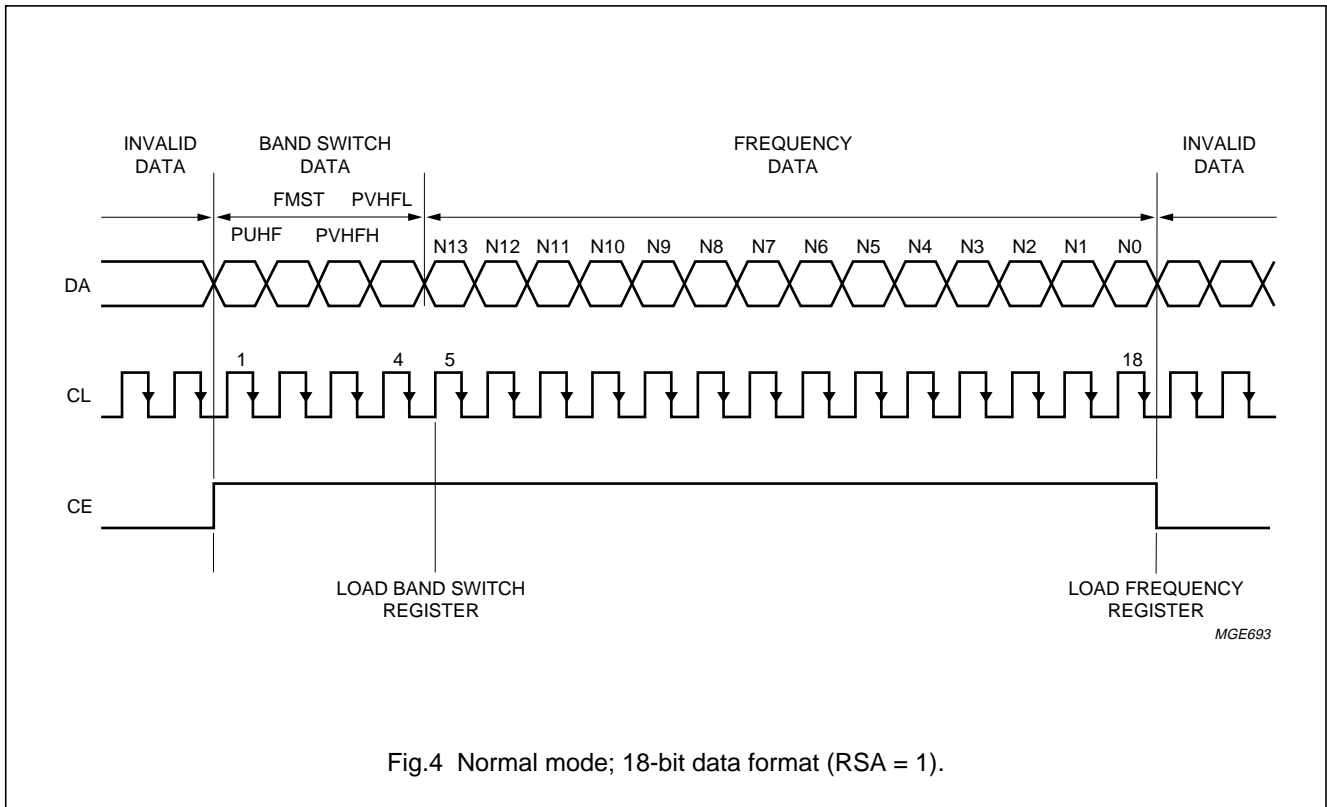 INVALID
DATA
BAND SWITCH
DATA
FREQUENCY
DATA
INVALID
DATA
FMST PVHFL
PUHF PVHFH
N13 N12 N11 N10 N9 N8 N7 N6 N5 N4 N3 N2 N1 N0
DA
1 4 5 18
CL
CE
LOAD BAND SWITCH
REGISTER
LOAD FREQUENCY
REGISTER
MGE693
Fig.4 Normal mode; 18-bit data format (RSA = 1).